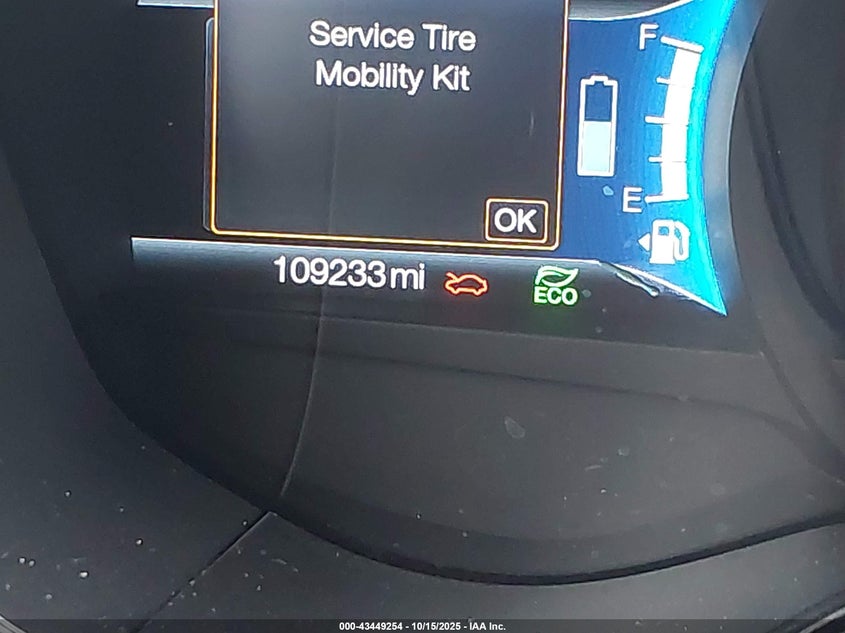 Service Tire
Mobility Kit
F
E
OK
109233 mi
ECO
000-43449254 - 10/15/2025 - IAA Inc.